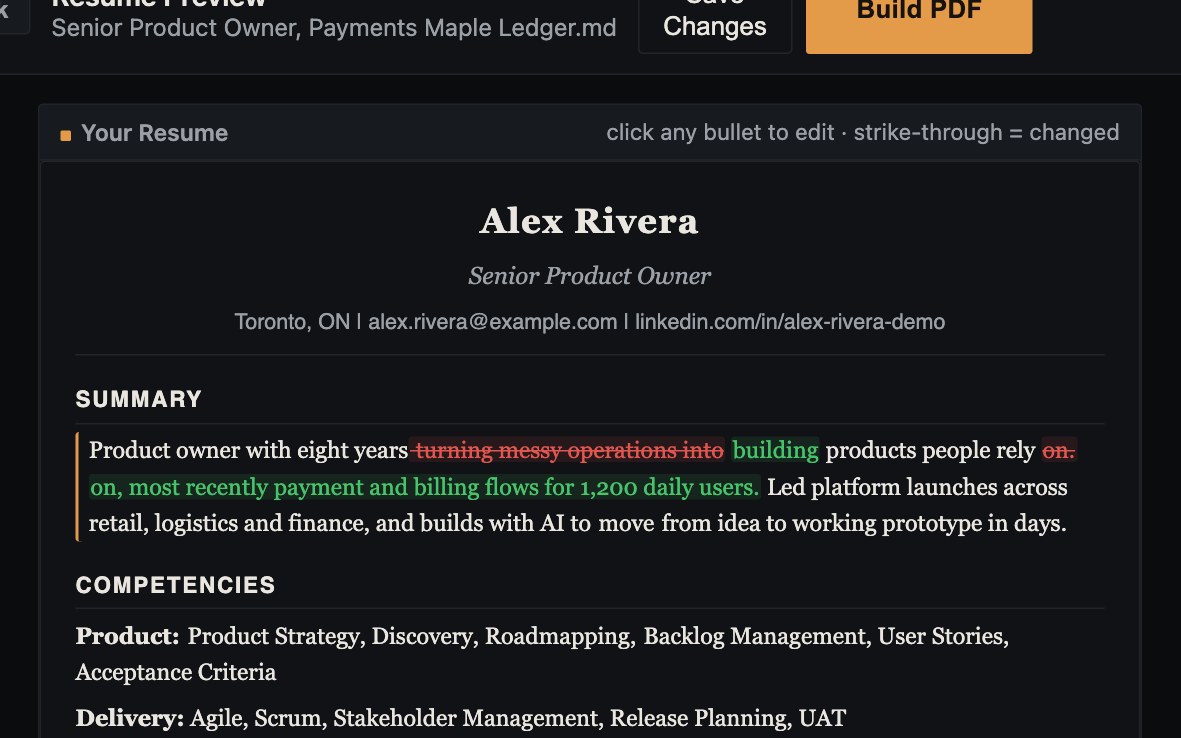 Resume Preview
Senior Product Owner, Payments Maple Ledger.md
Save
Changes
Build PDF
Your Resume
click any bullet to edit · strike-through = changed
Alex Rivera
Senior Product Owner
Toronto, ON | alex.rivera@example.com | linkedin.com/in/alex-rivera-demo
SUMMARY
Product owner with eight years turning messy operations into building products people rely on.
on, most recently payment and billing flows for 1,200 daily users. Led platform launches across
retail, logistics and finance, and builds with AI to move from idea to working prototype in days.
COMPETENCIES
Product: Product Strategy, Discovery, Roadmapping, Backlog Management, User Stories,
Acceptance Criteria
Delivery: Agile, Scrum, Stakeholder Management, Release Planning, UAT